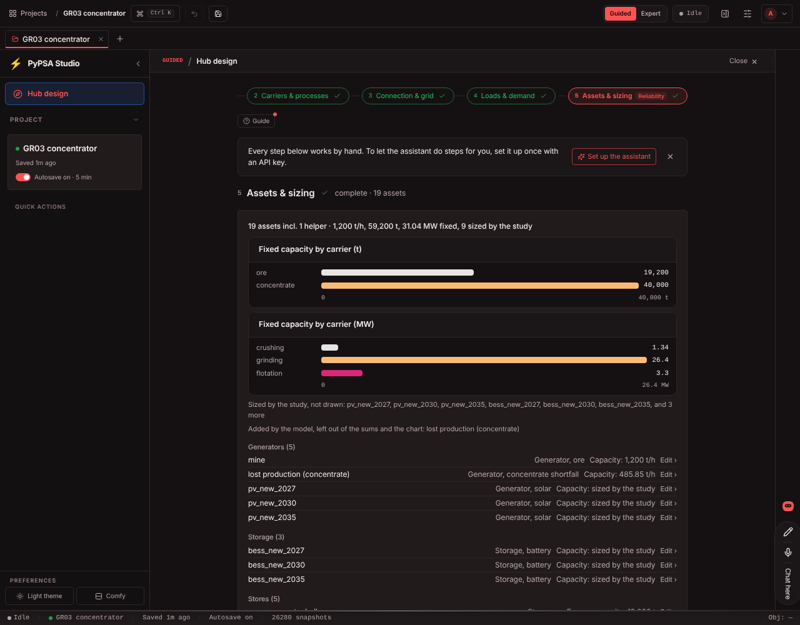 Projects / GR03 concentrator ⌘ Ctrl K Guided Expert Idle A
GR03 concentrator × +
PyPSA Studio
GUIDED / Hub design Close ×
Hub design
PROJECT
GR03 concentrator
Saved 1m ago
Autosave on · 5 min
QUICK ACTIONS
2 Carriers & processes ✓ 3 Connection & grid ✓ 4 Loads & demand ✓ 5 Assets & sizing Reliability ✓
Guide
Every step below works by hand. To let the assistant do steps for you, set it up once with
an API key.
Set up the assistant ×
5 Assets & sizing ✓ complete · 19 assets
19 assets incl. 1 helper · 1,200 t/h, 59,200 t, 31.04 MW fixed, 9 sized by the study
Fixed capacity by carrier (t)
ore 19,200
concentrate 40,000
0 40,000 t
Fixed capacity by carrier (MW)
crushing 1.34
grinding 26.4
flotation 3.3
0 26.4 MW
Sized by the study, not drawn: pv_new_2027, pv_new_2030, pv_new_2035, bess_new_2027, bess_new_2030, bess_new_2035, and 3
more
Added by the model, left out of the sums and the chart: lost production (concentrate)
Generators (5)
mine Generator, ore Capacity: 1,200 t/h Edit ›
lost production (concentrate) Generator, concentrate shortfall Capacity: 485.85 t/h Edit ›
pv_new_2027 Generator, solar Capacity: sized by the study Edit ›
pv_new_2030 Generator, solar Capacity: sized by the study Edit ›
pv_new_2035 Generator, solar Capacity: sized by the study Edit ›
Storage (3)
bess_new_2027 Storage, battery Capacity: sized by the study Edit ›
bess_new_2030 Storage, battery Capacity: sized by the study Edit ›
bess_new_2035 Storage, battery Capacity: sized by the study Edit ›
Stores (5)
Chat here
PREFERENCES
Light theme Comfy
Idle GR03 concentrator Saved 1m ago Autosave on 26280 snapshots Obj: —